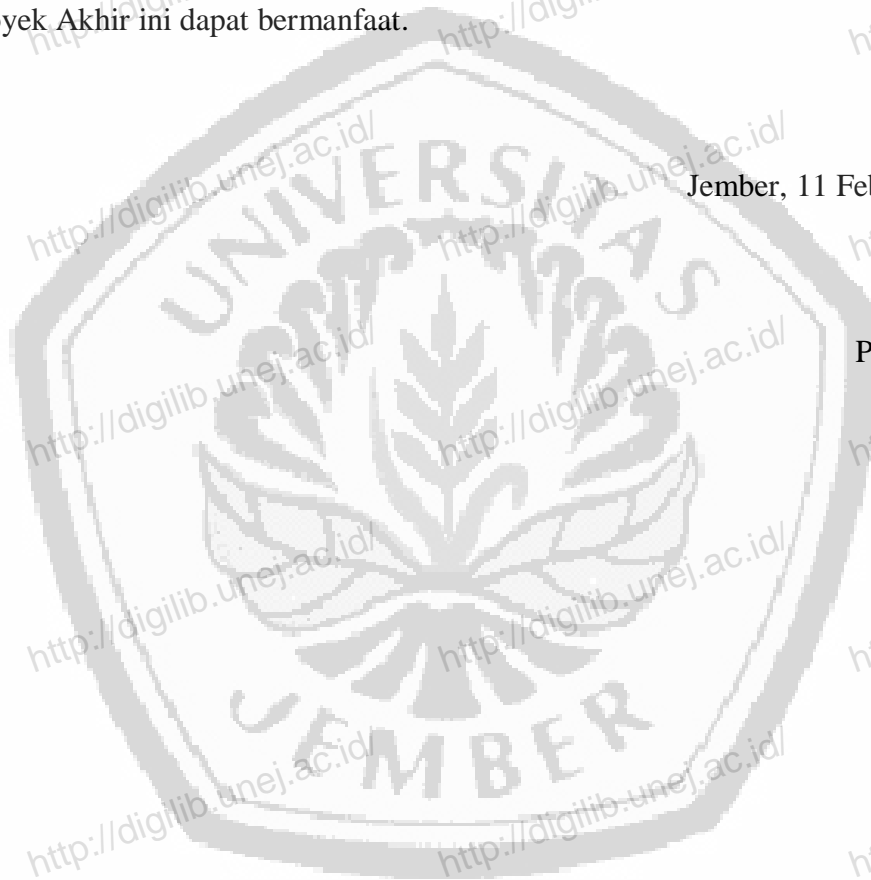 oyek Akhir ini dapat bermanfaat.
UNIVERSITAS
http://digilib.unej.ac.id/
http://digilib.unej.ac.id/
Jember, 11 Feb
http://digilib.unej.ac.id/
http://digilib.unej.ac.id/
P
http://digilib.unej.ac.id/
http://digilib.unej.ac.id/
JEMBER
http://digilib.unej.ac.id/
http://digilib.unej.ac.id/